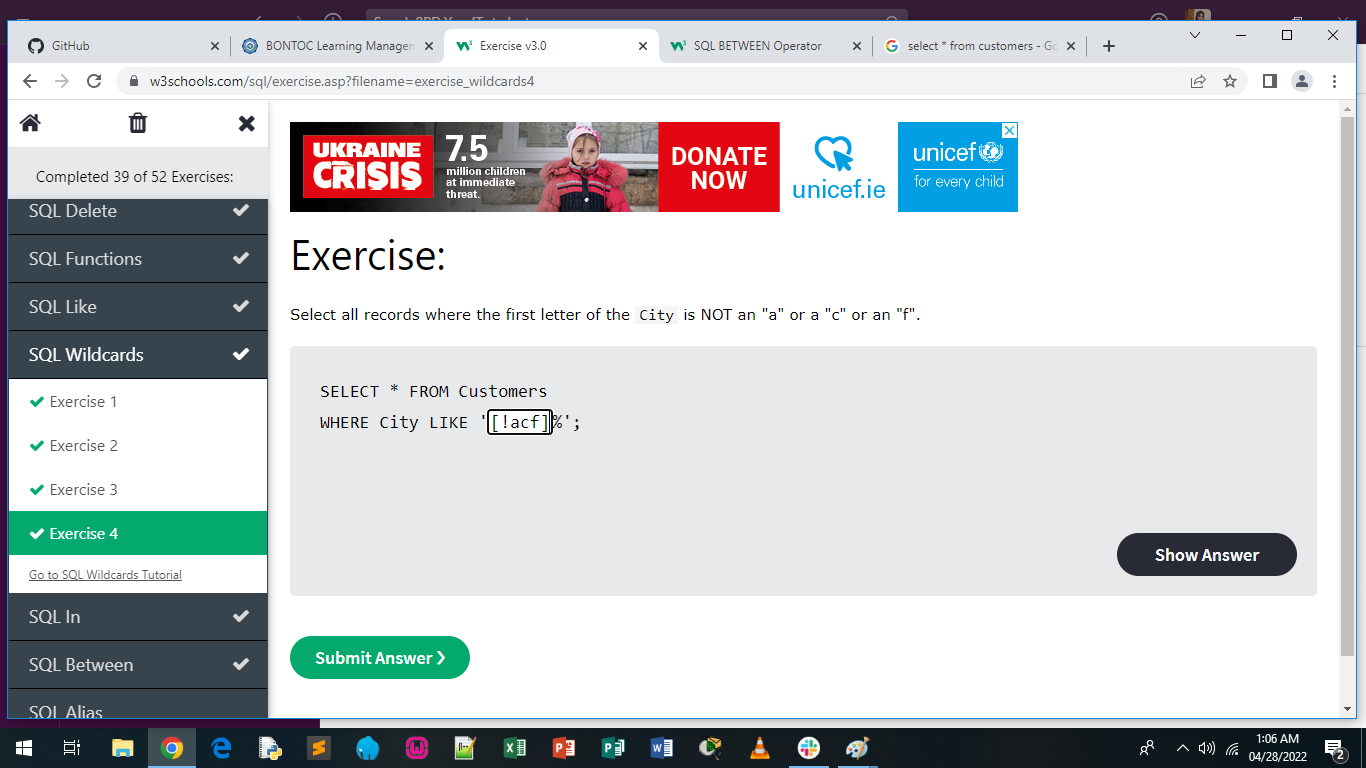 GitHub
BONTOC Learning Managem
Exercise v3.0
SQL BETWEEN Operator
select * from customers - Go
w3schools.com/sql/exercise.asp?filename=exercise_wildcards4
Completed 39 of 52 Exercises:
SQL Delete
SQL Functions
SQL Like
SQL Wildcards
Exercise 1
Exercise 2
Exercise 3
Exercise 4
Go to SQL Wildcards Tutorial
SQL In
SQL Between
SQL Alias
UKRAINE
CRISIS
7.5
million children
at immediate
threat.
DONATE
NOW
unicef.ie
unicef
for every child
Exercise:
Select all records where the first letter of the City is NOT an "a" or a "c" or an "f".
SELECT * FROM Customers
WHERE City LIKE '[!acf]%';
Show Answer
Submit Answer ❯
1:06 AM
04/28/2022
2